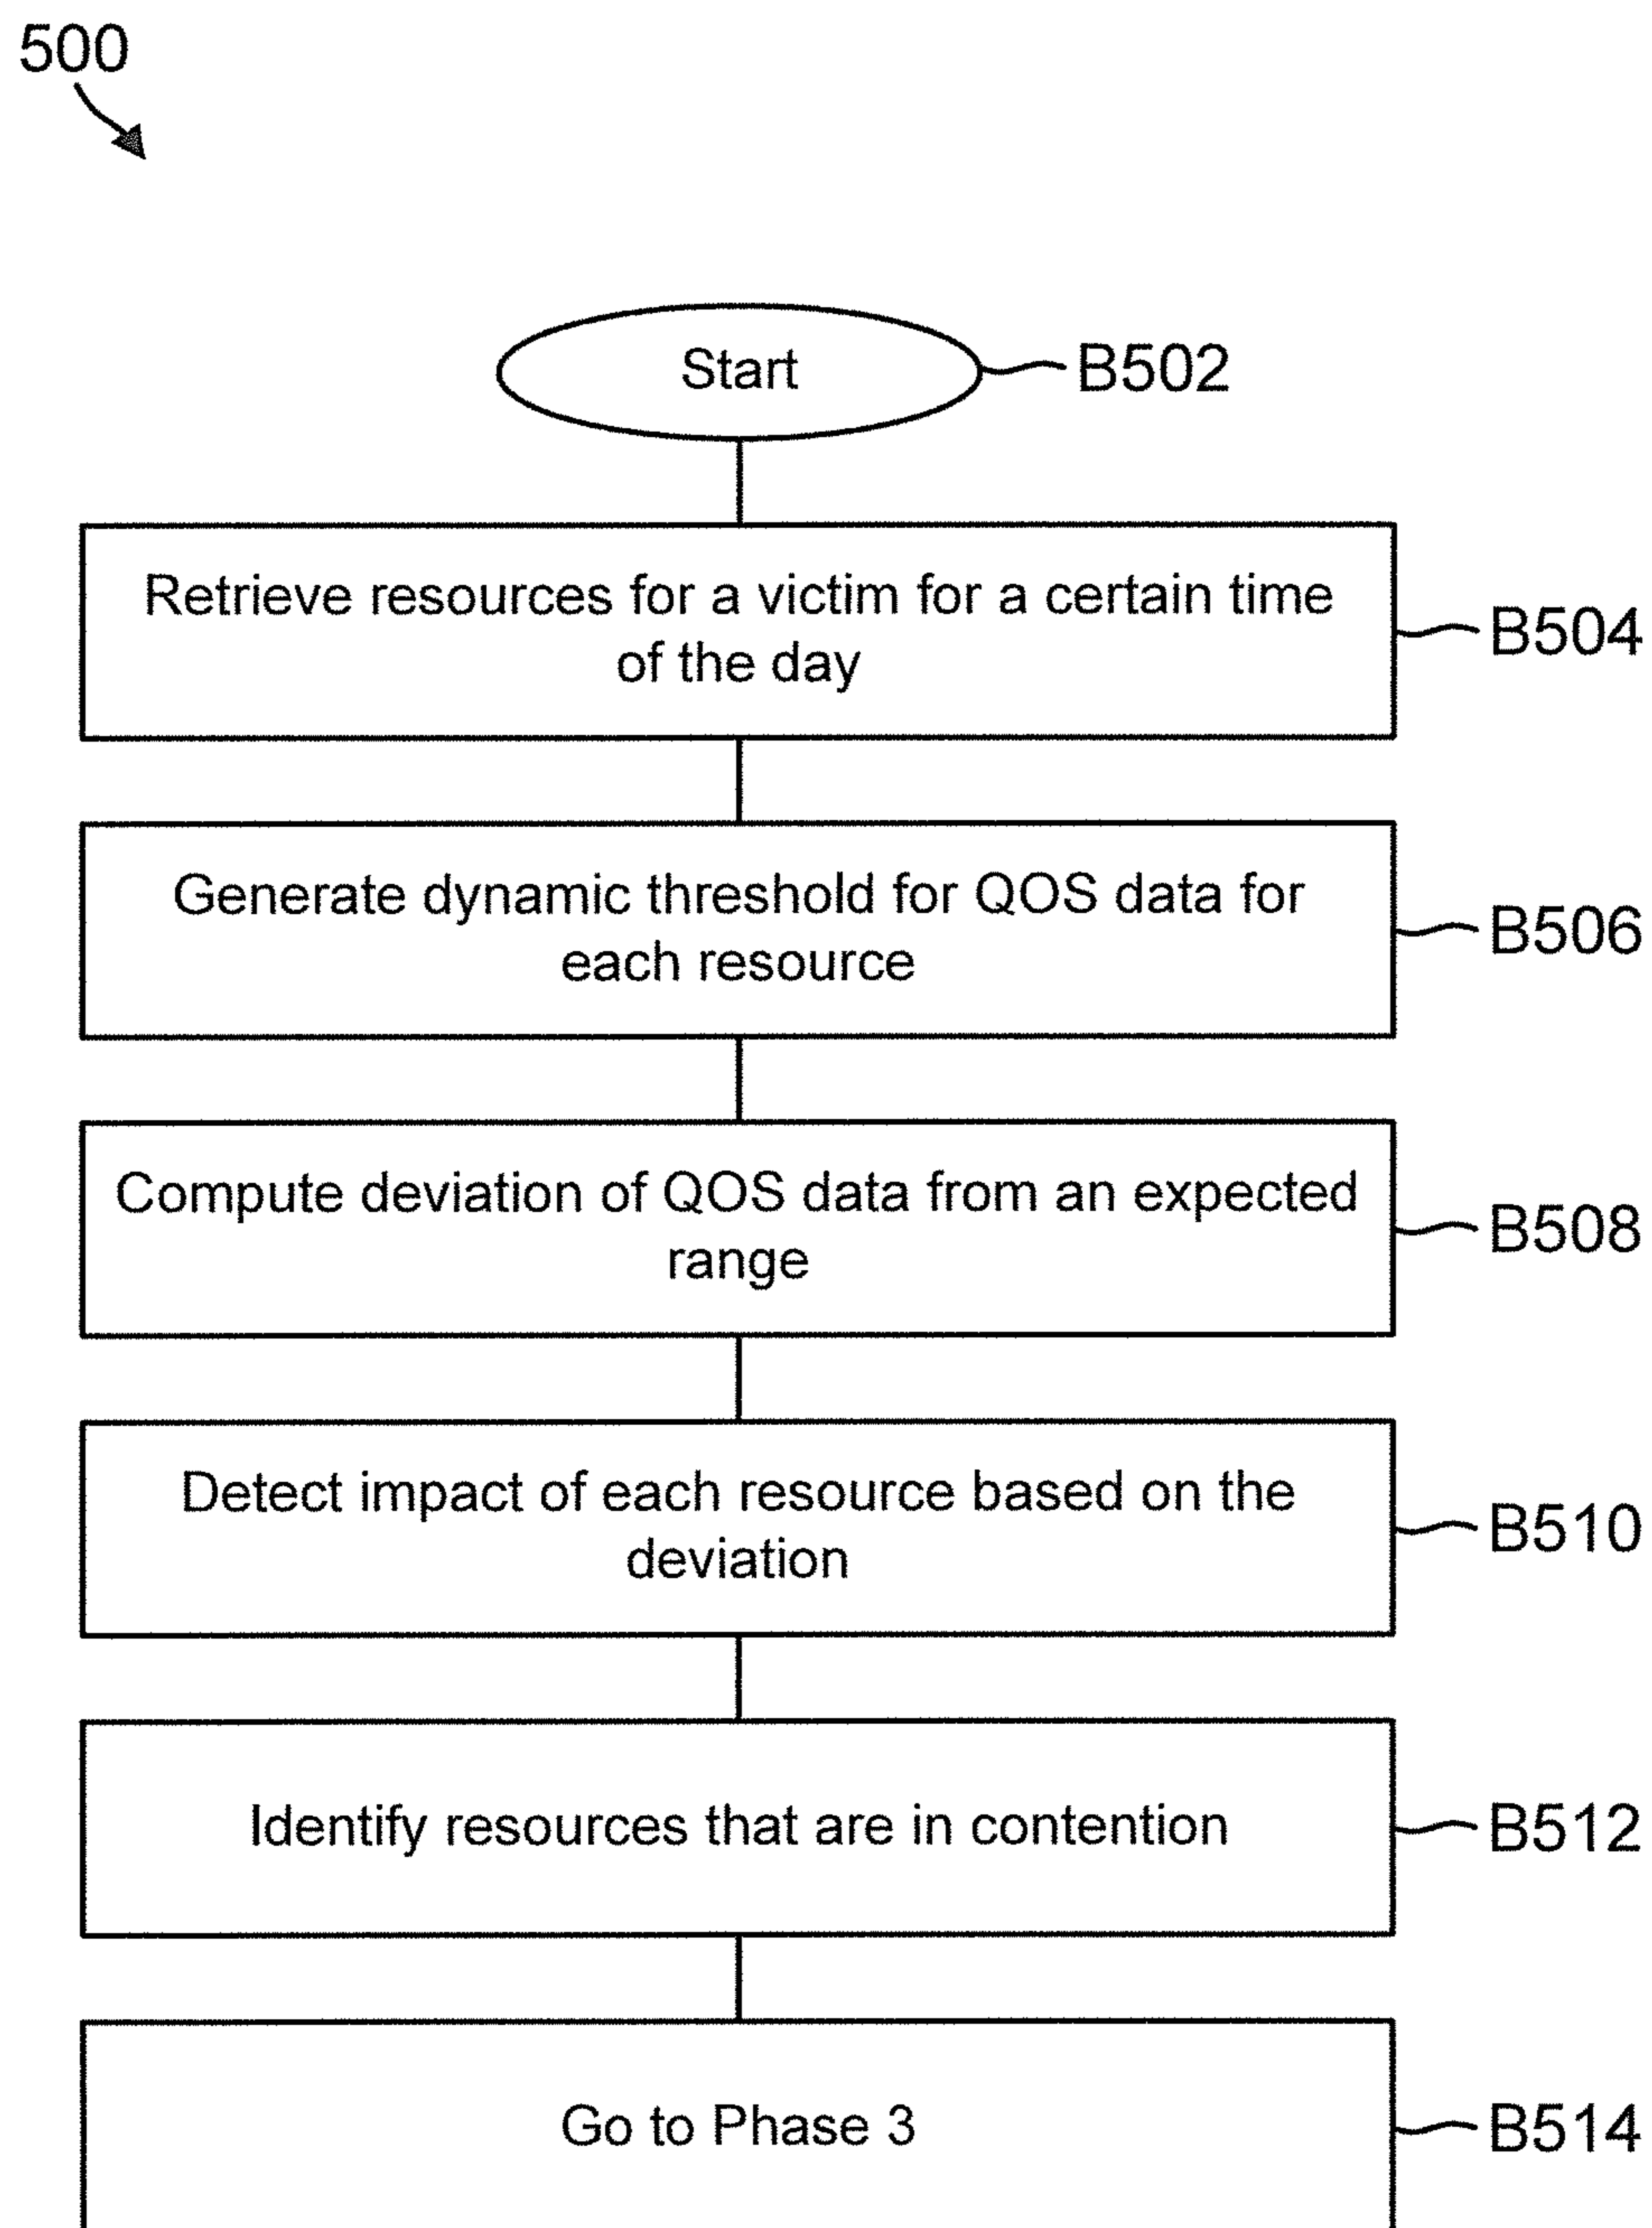 500
Start
B502
Retrieve resources for a victim for a certain time
of the day
B504
Generate dynamic threshold for QOS data for
each resource
B506
Compute deviation of QOS data from an expected
range
B508
Detect impact of each resource based on the
deviation
B510
Identify resources that are in contention
B512
Go to Phase 3
B514